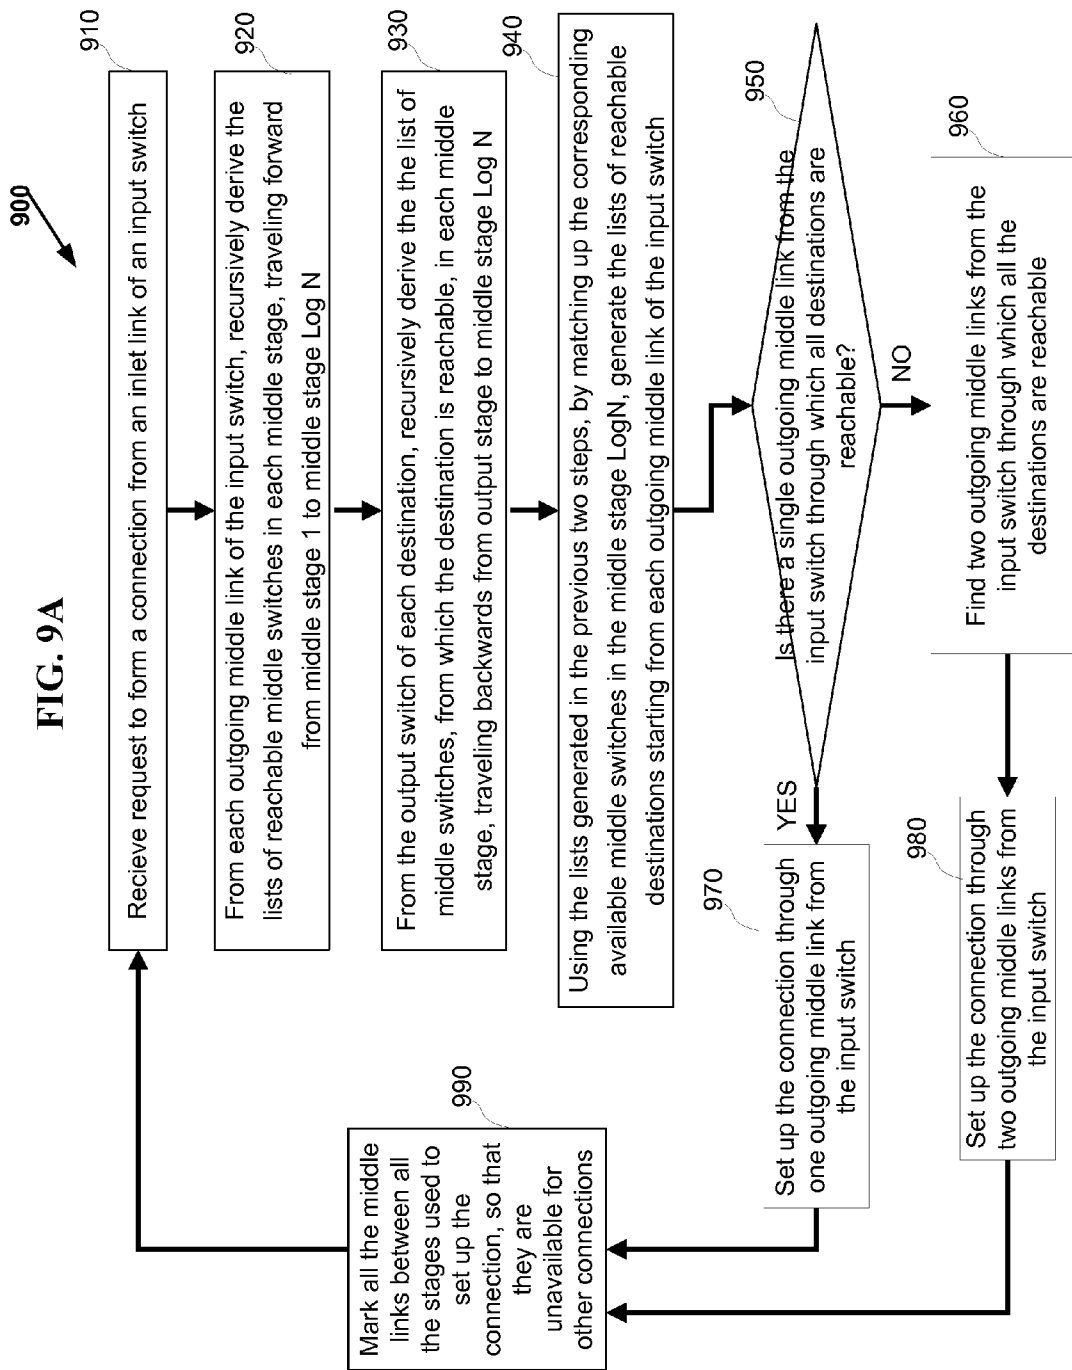 FIG. 9A
900
910
Recieve request to form a connection from an inlet link of an input switch
920
From each outgoing middle link of the input switch, recursively derive the
lists of reachable middle switches in each middle stage, traveling forward
from middle stage 1 to middle stage Log N
930
From the output switch of each destination, recursively derive the the list of
middle switches, from which the destination is reachable, in each middle
stage, traveling backwards from output stage to middle stage Log N
940
Using the lists generated in the previous two steps, by matching up the corresponding
available middle switches in the middle stage LogN, generate the lists of reachable
destinations starting from each outgoing middle link of the input switch
950
Is there a single outgoing middle link from the
input switch through which all destinations are
reachable?
YES
NO
960
Find two outgoing middle links from the
input switch through which all the
destinations are reachable
970
Set up the connection through
one outgoing middle link from
the input switch
980
Set up the connection through
two outgoing middle links from
the input switch
990
Mark all the middle
links between all
the stages used to
set up the
connection, so that
they are
unavailable for
other connections